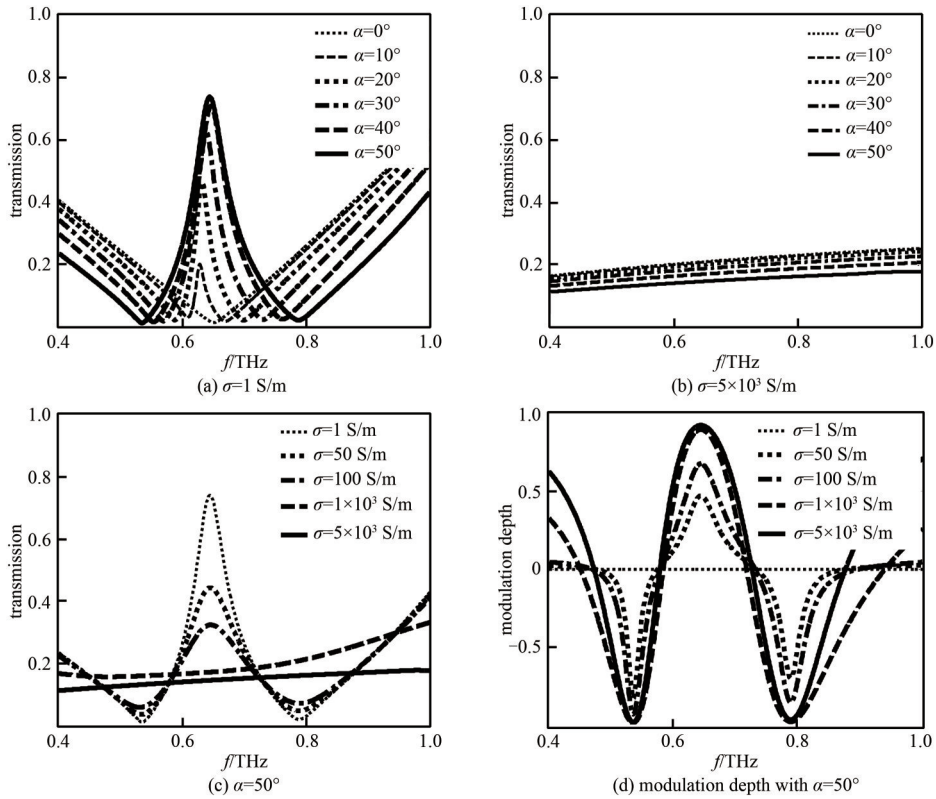 1.0
0.8
0.6
0.4
0.2
transmission
α=0°
α=10°
α=20°
α=30°
α=40°
α=50°
0.4 0.6 0.8 1.0
f/THz
(a) σ=1 S/m
1.0
0.8
0.6
0.4
0.2
transmission
α=0°
α=10°
α=20°
α=30°
α=40°
α=50°
0.4 0.6 0.8 1.0
f/THz
(b) σ=5×10³ S/m
1.0
0.8
0.6
0.4
0.2
transmission
σ=1 S/m
σ=50 S/m
σ=100 S/m
σ=1×10³ S/m
σ=5×10³ S/m
0.4 0.6 0.8 1.0
f/THz
(c) α=50°
1.0
0.5
0
−0.5
modulation depth
σ=1 S/m
σ=50 S/m
σ=100 S/m
σ=1×10³ S/m
σ=5×10³ S/m
0.4 0.6 0.8 1.0
f/THz
(d) modulation depth with α=50°